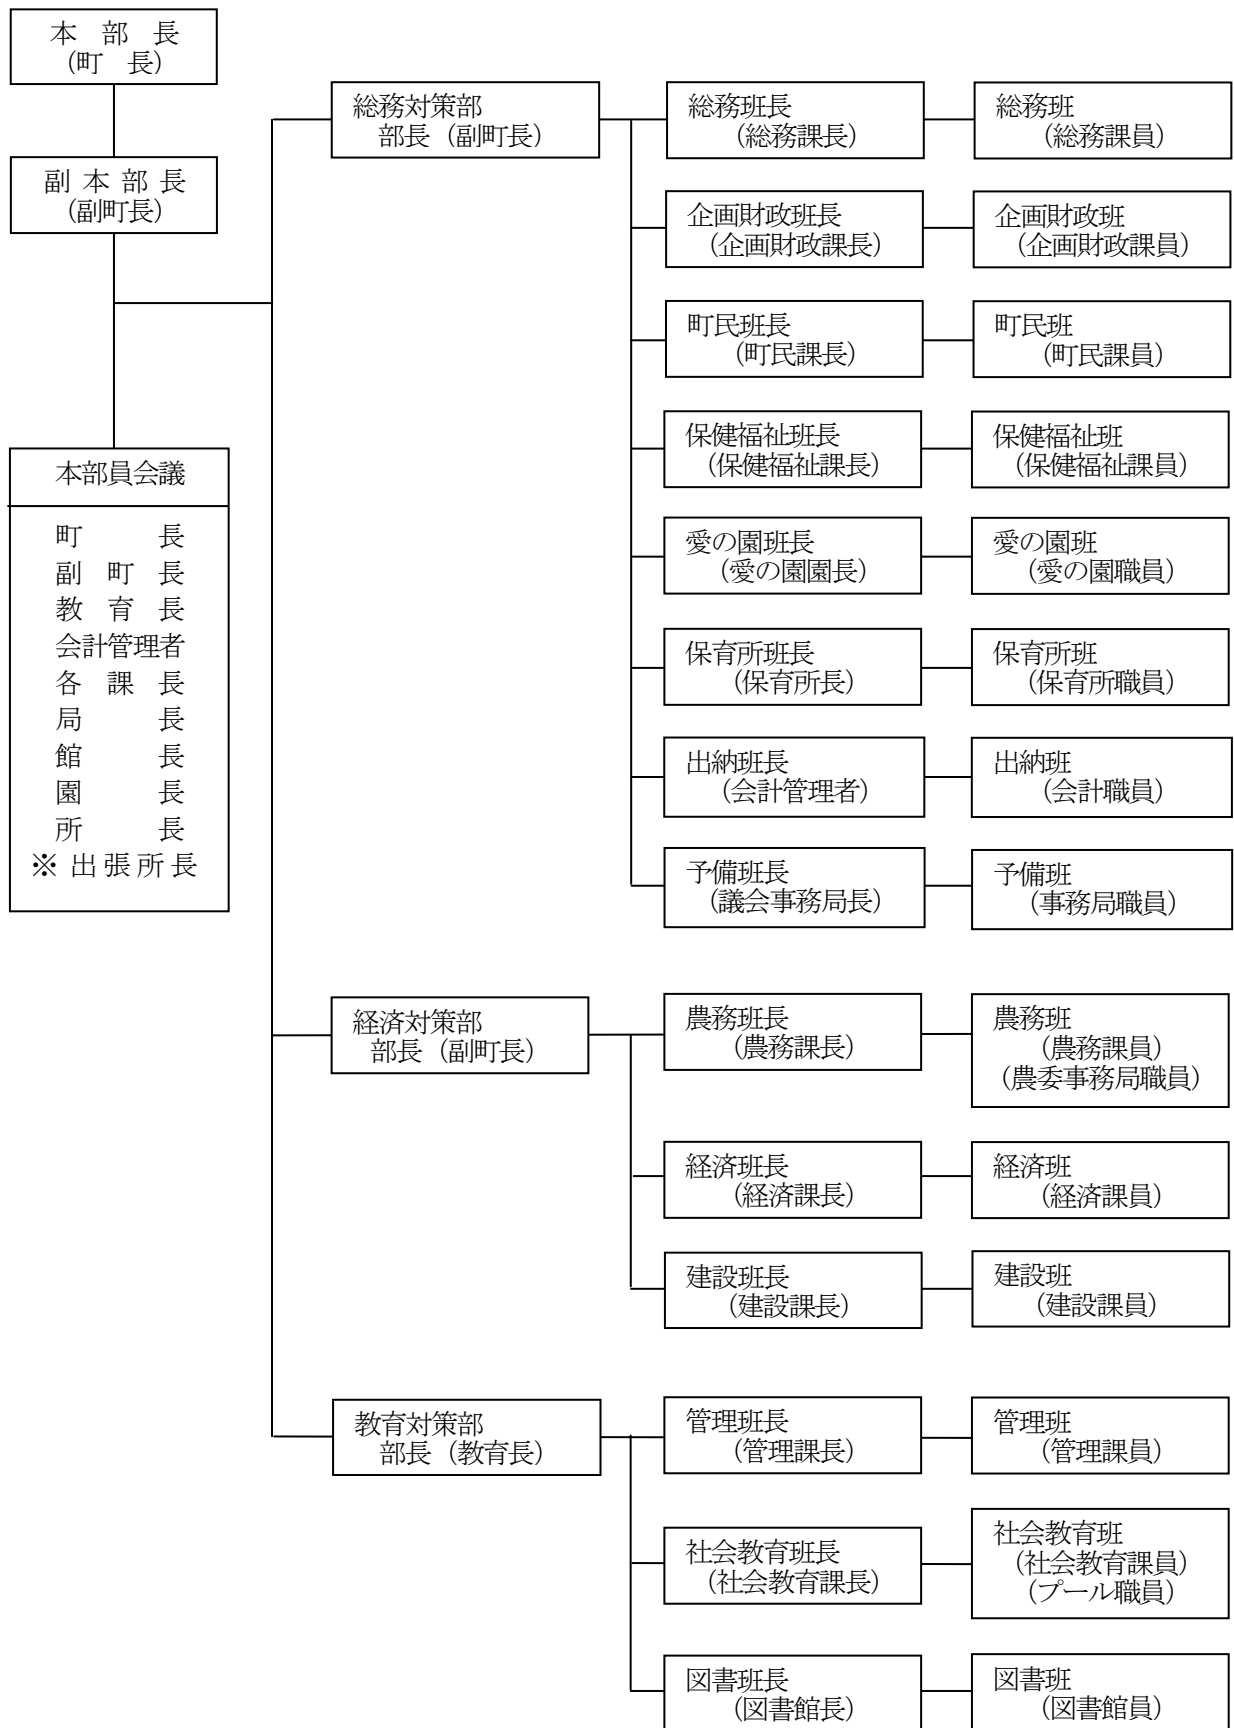 本　部　長
(町　長)
副 本 部 長
(副町長)
本部員会議
町　　　長
副　町　長
教　育　長
会計管理者
各　課　長
局　　　長
館　　　長
園　　　長
所　　　長
※ 出 張 所 長
総務対策部
部長（副町長）
総務班長
（総務課長）
総務班
（総務課員）
企画財政班長
（企画財政課長）
企画財政班
（企画財政課員）
町民班長
（町民課長）
町民班
（町民課員）
保健福祉班長
（保健福祉課長）
保健福祉班
（保健福祉課員）
愛の園班長
（愛の園園長）
愛の園班
（愛の園職員）
保育所班長
（保育所長）
保育所班
（保育所職員）
出納班長
（会計管理者）
出納班
（会計職員）
予備班長
（議会事務局長）
予備班
（事務局職員）
経済対策部
部長（副町長）
農務班長
（農務課長）
農務班
（農務課員）
（農委事務局職員）
経済班長
（経済課長）
経済班
（経済課員）
建設班長
（建設課長）
建設班
（建設課員）
教育対策部
部長（教育長）
管理班長
（管理課長）
管理班
（管理課員）
社会教育班長
（社会教育課長）
社会教育班
（社会教育課員）
（プール職員）
図書班長
（図書館長）
図書班
（図書館員）